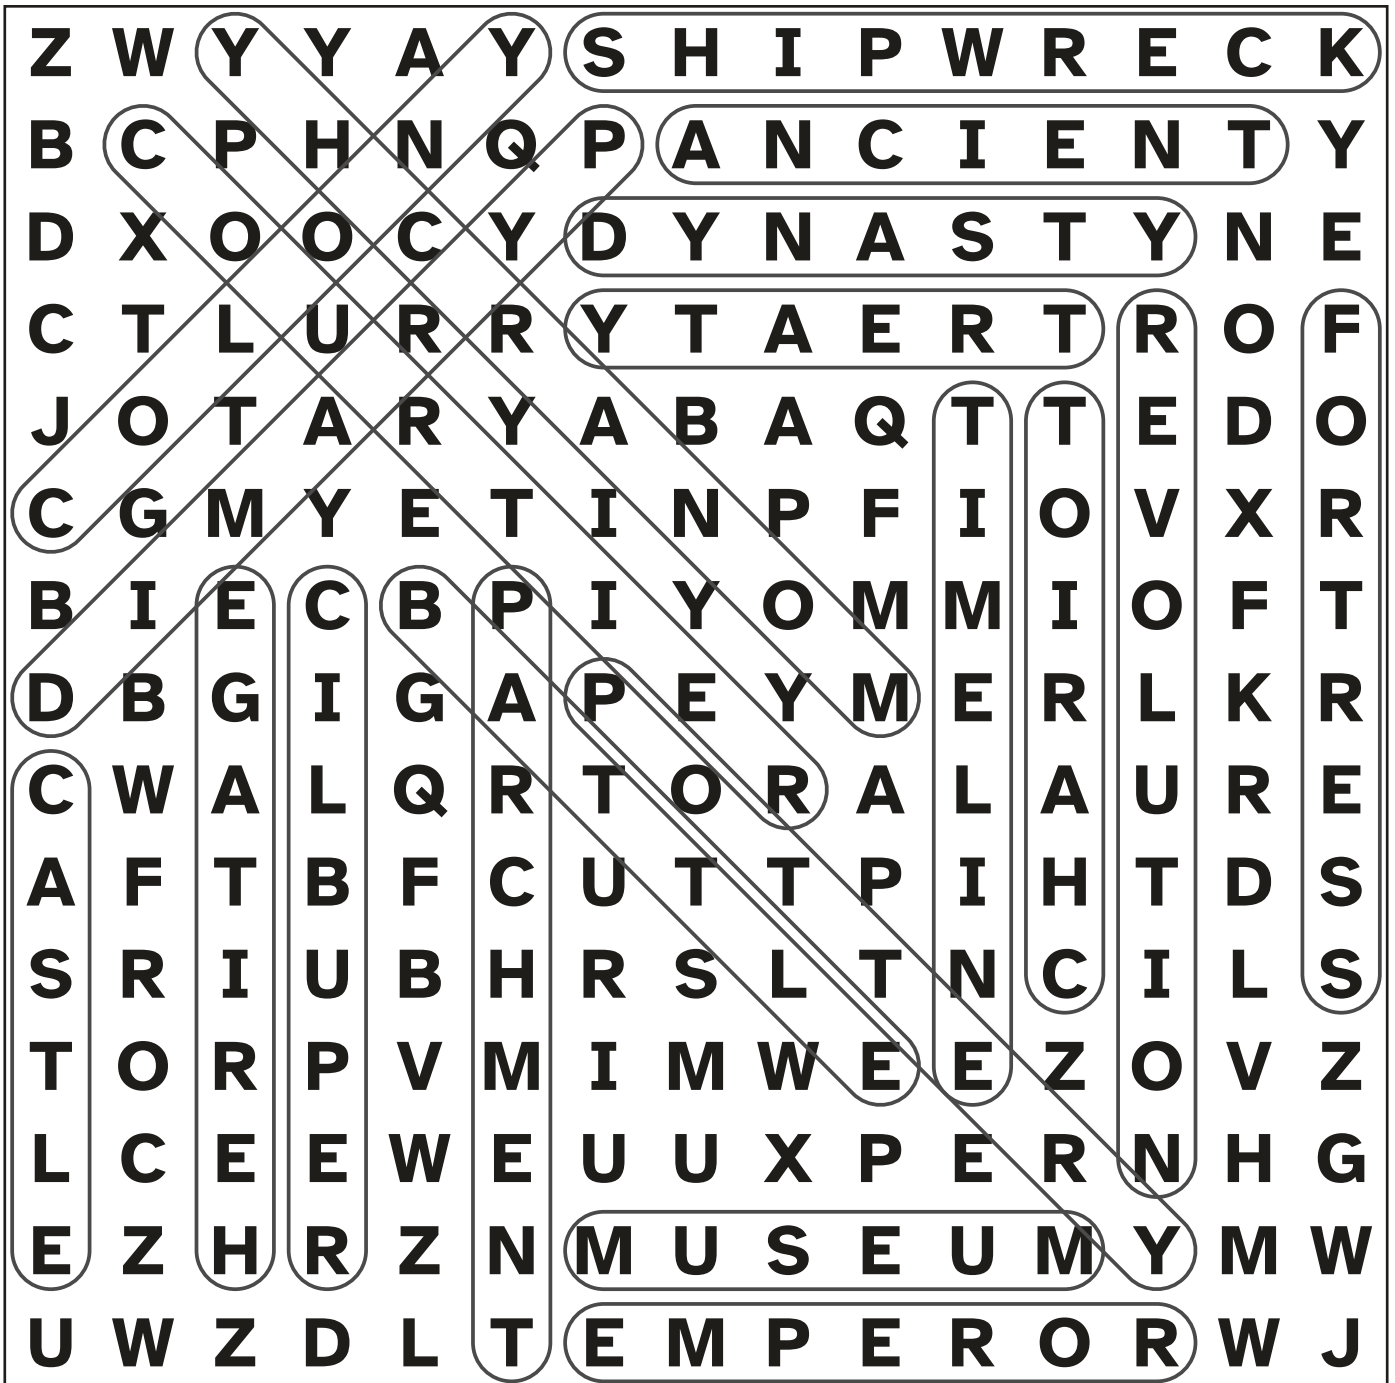 Z W Y Y A Y S H I P W R E C K
B C P H N Q P A N C I E N T Y
D X O O C Y D Y N A S T Y N E
C T L U R R Y T A E R T R O F
J O T A R Y A B A Q T T E D O
C G M Y E T I N P F I O V X R
B I E C B P I Y O M M I O F T
D B G I G A P E Y M E R L K R
C W A L Q R T O R A L A U R E
A F T B F C U T T P I H T D S
S R I U B H R S L T N C I L S
T O R P V M I M W E E Z O V Z
L C E E W E U U X P E R N H G
E Z H R Z N M U S E U M Y M W
U W Z D L T E M P E R O R W J